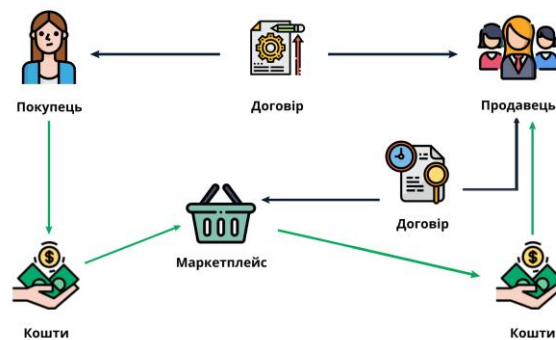 Покупець
Договір
Продавець
Договір
Маркетплейс
Кошти
Кошти